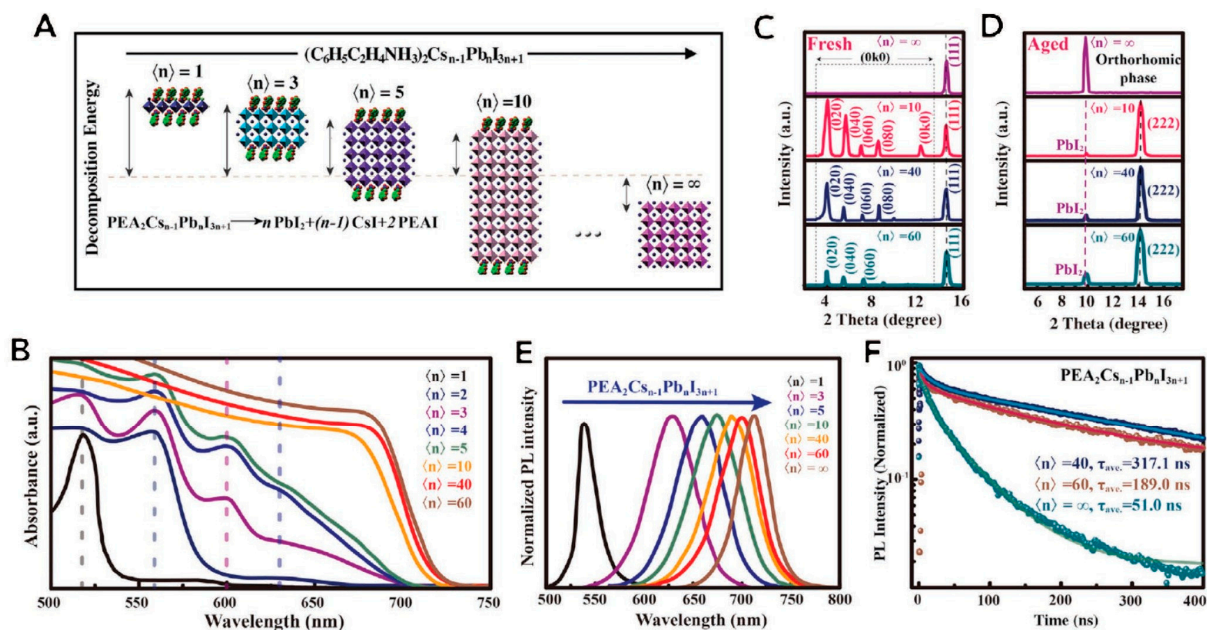 A
(C6H5C2H4NH3)2Csn-1PbnI3n+1
⟨n⟩ = 1
⟨n⟩ = 3
⟨n⟩ = 5
⟨n⟩ = 10
⟨n⟩ = ∞
Decomposition Energy
PEA2Csn-1PbnI3n+1 → n PbI2+(n-1) CsI+2 PEAI
B
Absorbance (a.u.)
⟨n⟩ =1
⟨n⟩ =2
⟨n⟩ =3
⟨n⟩ =4
⟨n⟩ =5
⟨n⟩ =10
⟨n⟩ =40
⟨n⟩ =60
500 550 600 650 700 750
Wavelength (nm)
C
Fresh
⟨n⟩ = ∞
(0k0)
(111)
⟨n⟩ =10
(020)
(040)
(060)
(080)
(0k0)
(111)
⟨n⟩ =40
(020)
(040)
(060)
(080)
(111)
⟨n⟩ =60
(020)
(040)
(060)
(111)
Intensity (a.u.)
4 8 12 16
2 Theta (degree)
D
Aged
⟨n⟩ = ∞
Orthorhomic
phase
⟨n⟩ =10
PbI2
(222)
⟨n⟩ =40
PbI2
(222)
⟨n⟩ =60
PbI2
(222)
Intensity (a.u.)
6 8 10 12 14 16
2 Theta (degree)
E
PEA2Csn-1PbnI3n+1
Normalized PL intensity
⟨n⟩ =1
⟨n⟩ =3
⟨n⟩ =5
⟨n⟩ =10
⟨n⟩ =40
⟨n⟩ =60
⟨n⟩ = ∞
500 550 600 650 700 750 800
Wavelength (nm)
F
PEA2Csn-1PbnI3n+1
PL Intensity (Normalized)
100
10-1
⟨n⟩ =40, τave.=317.1 ns
⟨n⟩ =60, τave.=189.0 ns
⟨n⟩ = ∞, τave.=51.0 ns
0 100 200 300 400
Time (ns)